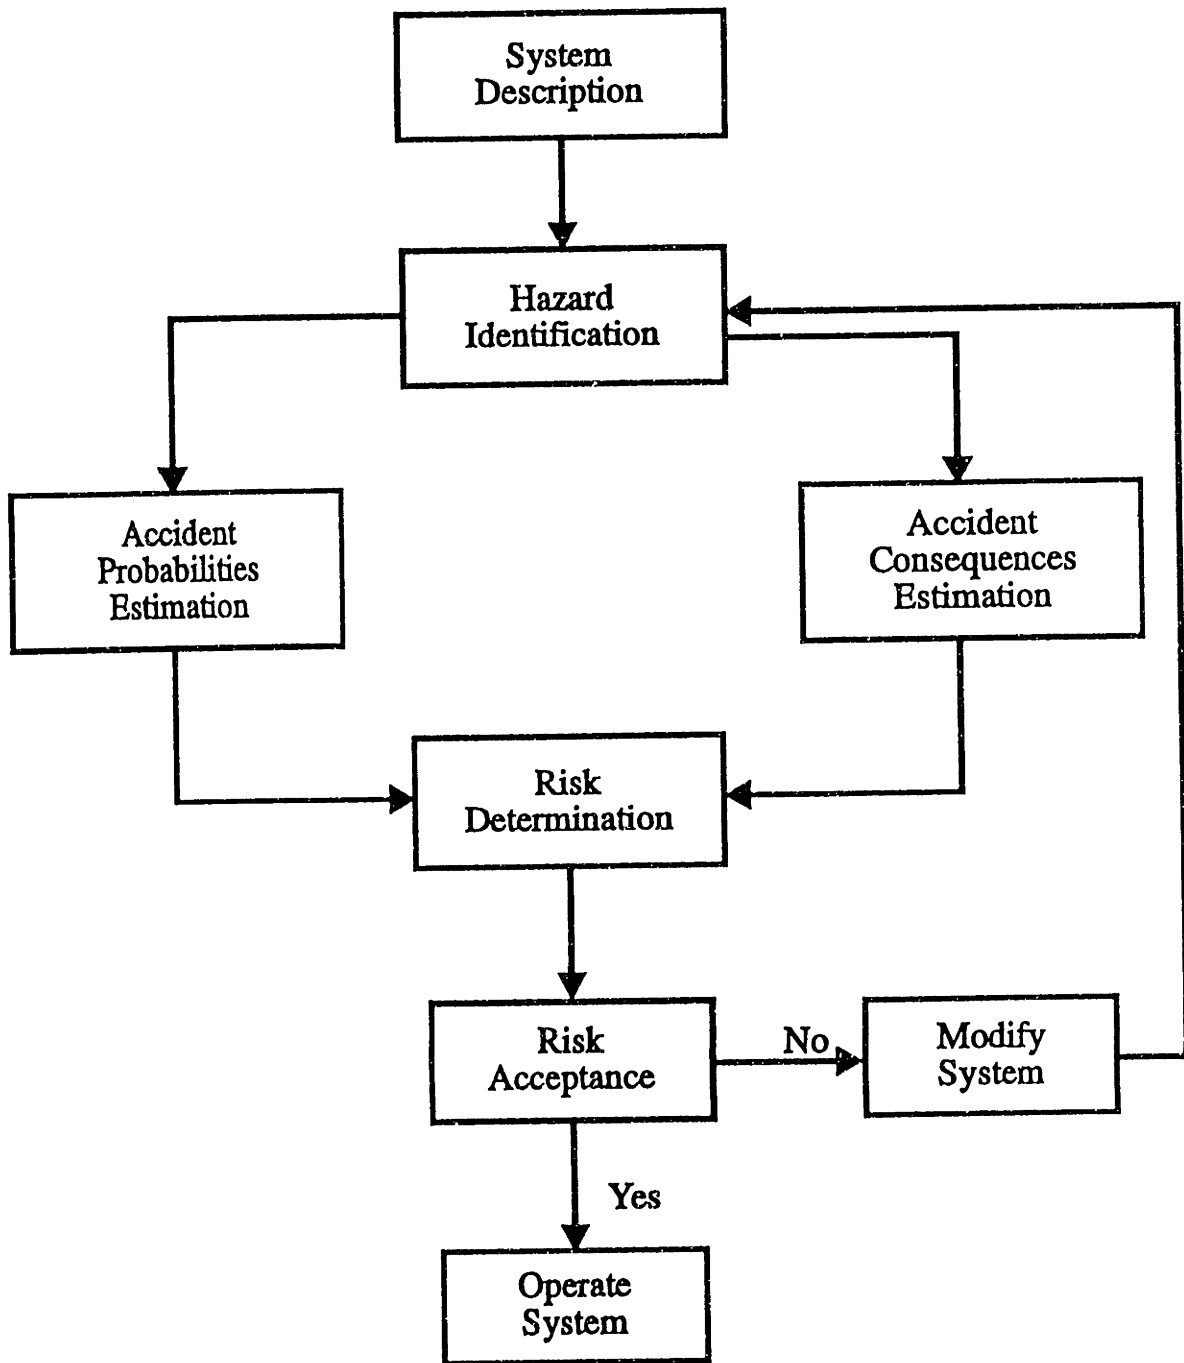 System
Description
Hazard
Identification
Accident
Probabilities
Estimation
Accident
Consequences
Estimation
Risk
Determination
Risk
Acceptance
No
Modify
System
Yes
Operate
System